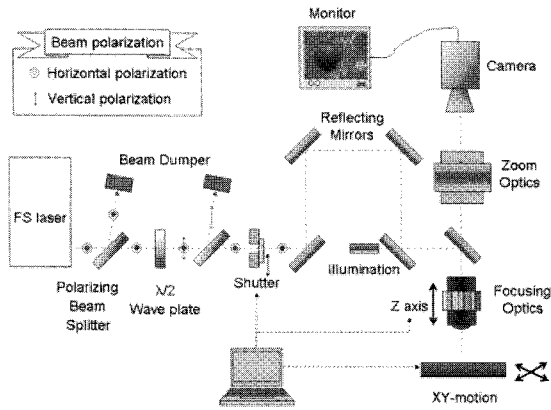 Monitor
Beam polarization
Horizontal polarization
Vertical polarization
Camera
Reflecting
Mirrors
Beam Dumper
Zoom
Optics
FS laser
Polarizing
Beam
Splitter
λ/2
Wave plate
Shutter
Illumination
Z axis
Focusing
Optics
XY-motion